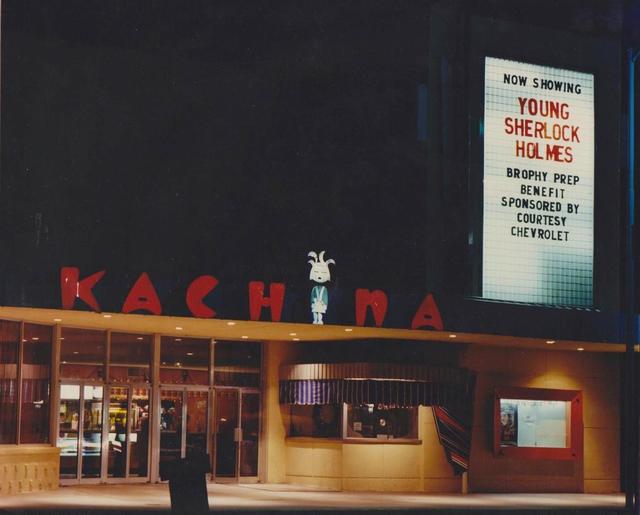 NOW SHOWING
YOUNG
SHERLOCK
HOLMES
BROPHY PREP
BENEFIT
SPONSORED BY
COURTESY
CHEVROLET
KACHINA